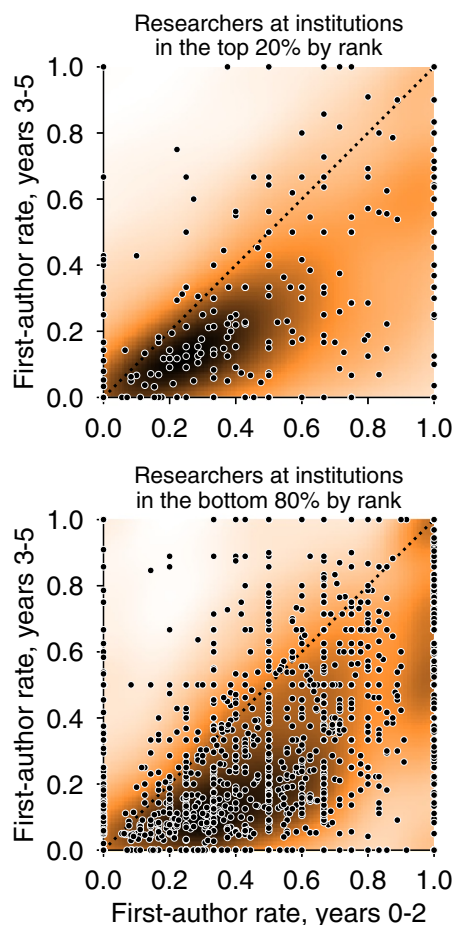 Researchers at institutions
in the top 20% by rank
First-author rate, years 3-5
1.0
0.8
0.6
0.4
0.2
0.0
0.0 0.2 0.4 0.6 0.8 1.0
Researchers at institutions
in the bottom 80% by rank
First-author rate, years 3-5
1.0
0.8
0.6
0.4
0.2
0.0
0.0 0.2 0.4 0.6 0.8 1.0
First-author rate, years 0-2